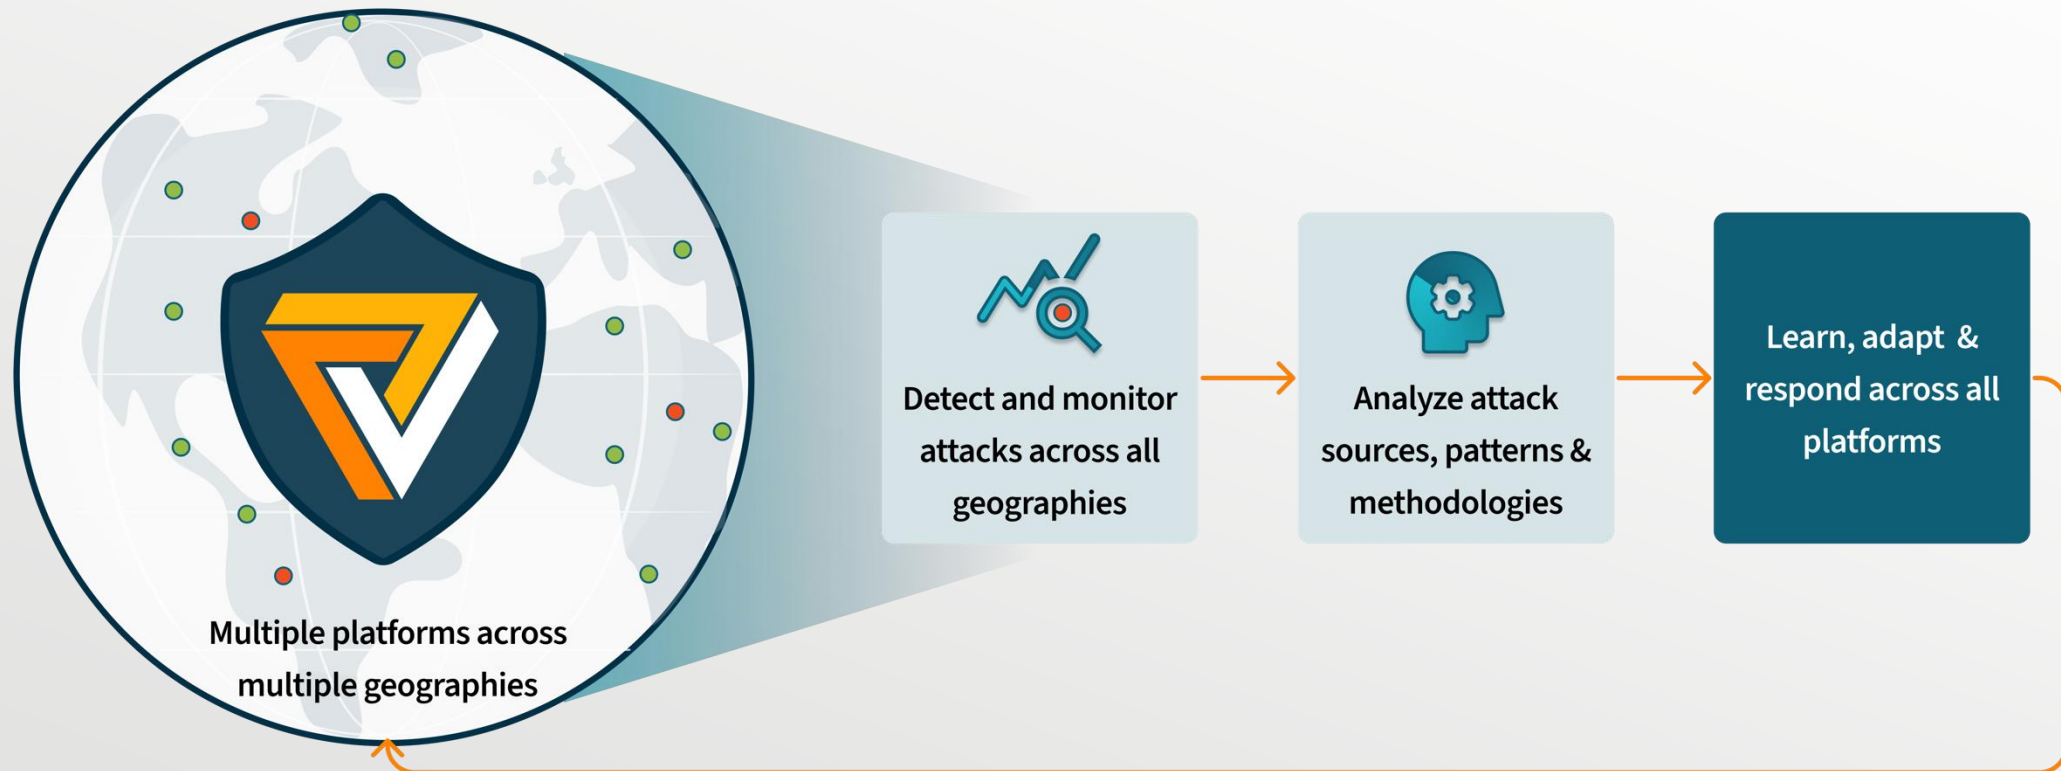 Multiple platforms across
multiple geographies
Detect and monitor
attacks across all
geographies
Analyze attack
sources, patterns &
methodologies
Learn, adapt &
respond across all
platforms